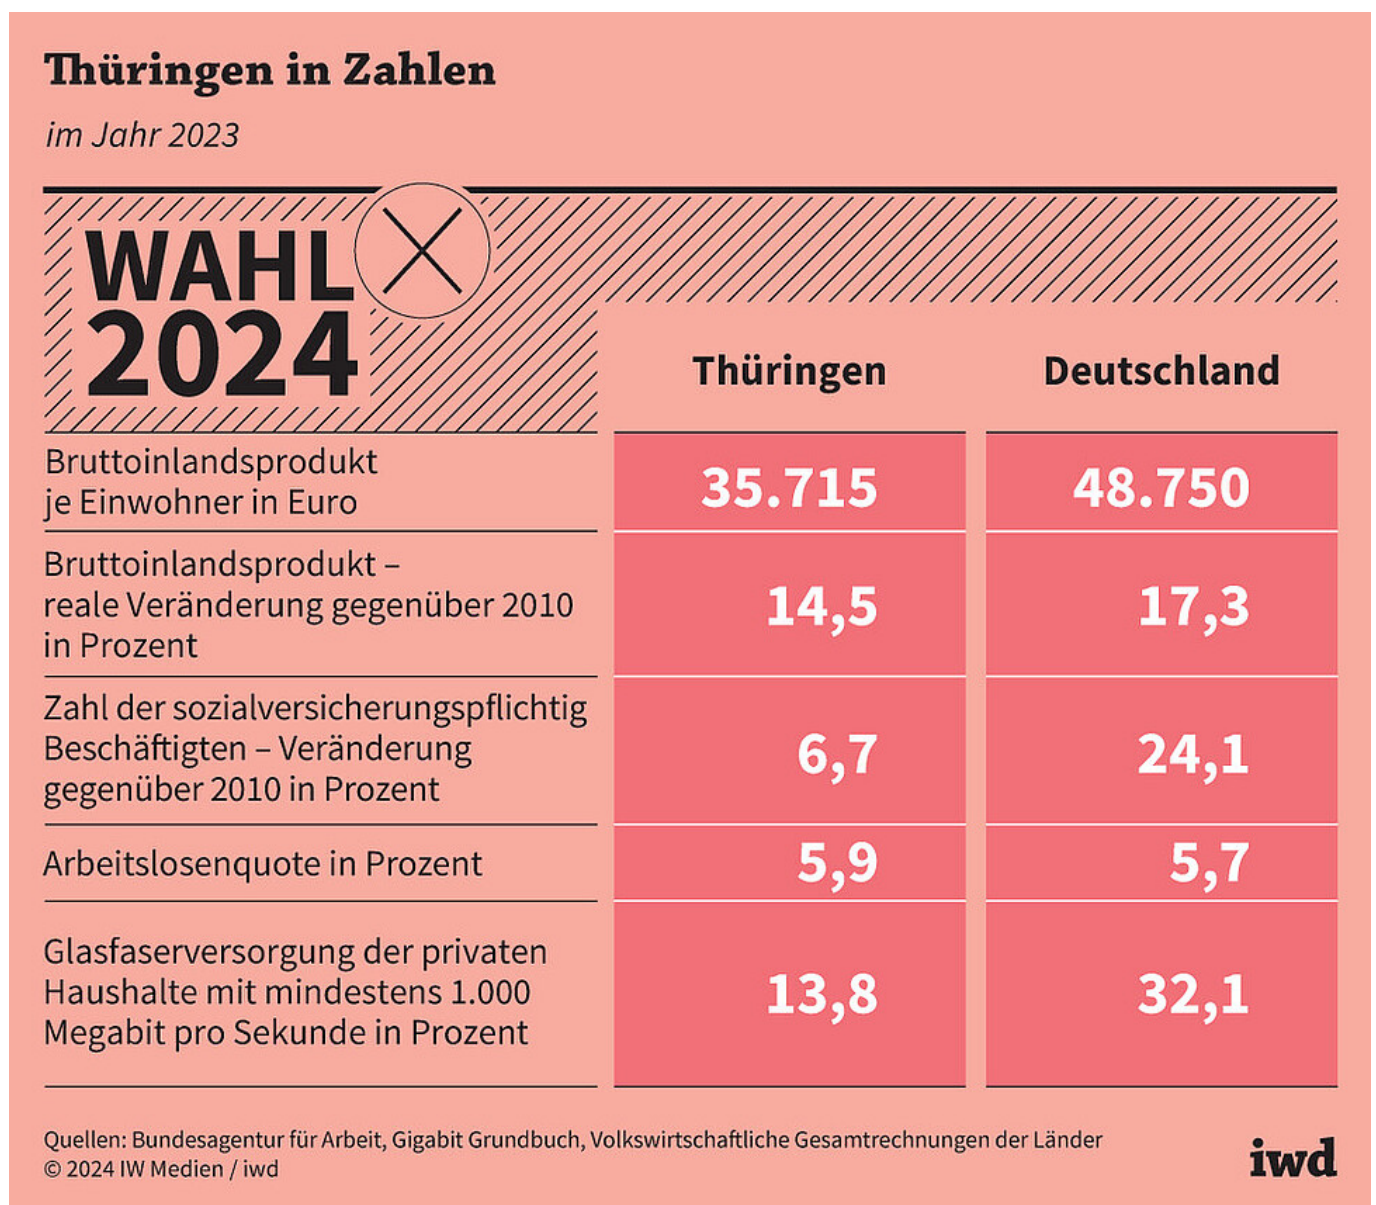 Thüringen in Zahlen
im Jahr 2023
WAHL
2024
Thüringen Deutschland
Bruttoinlandsprodukt
je Einwohner in Euro
35.715 48.750
Bruttoinlandsprodukt –
reale Veränderung gegenüber 2010
in Prozent
14,5 17,3
Zahl der sozialversicherungspflichtig
Beschäftigten – Veränderung
gegenüber 2010 in Prozent
6,7 24,1
Arbeitslosenquote in Prozent 5,9 5,7
Glasfaserversorgung der privaten
Haushalte mit mindestens 1.000
Megabit pro Sekunde in Prozent
13,8 32,1
Quellen: Bundesagentur für Arbeit, Gigabit Grundbuch, Volkswirtschaftliche Gesamtrechnungen der Länder
© 2024 IW Medien / iwd
iwd